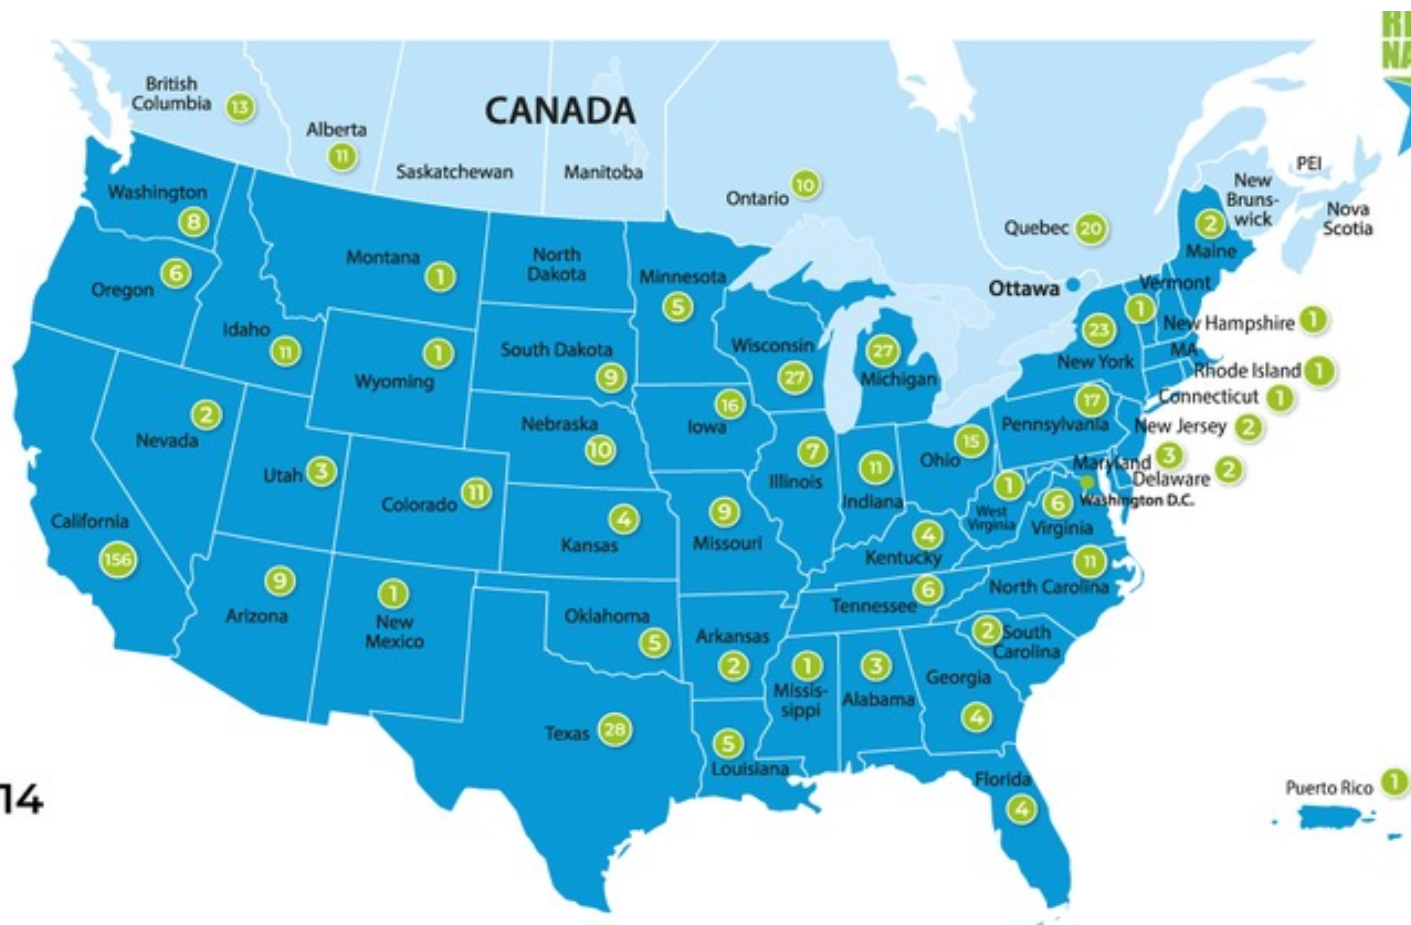 British
Columbia
13
Alberta
11
CANADA
Saskatchewan
Manitoba
Ontario
10
Quebec
20
Ottawa
PEI
New
Bruns-
wick
Nova
Scotia
Washington
8
Oregon
6
Montana
1
North
Dakota
Minnesota
5
Idaho
11
Wyoming
1
South Dakota
9
Wisconsin
27
27
Michigan
Maine
2
Vermont
1
New Hampshire
1
23
New York
MA
Rhode Island
1
Connecticut
1
New Jersey
2
Maryland
3
Delaware
2
Washington D.C.
17
Pennsylvania
2
Nevada
Utah
3
Colorado
11
Nebraska
10
16
Iowa
7
Illinois
11
Indiana
15
Ohio
1
West
Virginia
6
Virginia
California
156
4
Kansas
9
Missouri
4
Kentucky
6
Tennessee
11
North Carolina
9
Arizona
1
New
Mexico
Oklahoma
5
Arkansas
2
1
Missis-
sippi
3
Alabama
2
South
Carolina
Georgia
4
Texas
28
5
Louisiana
Florida
4
Puerto Rico
1
14